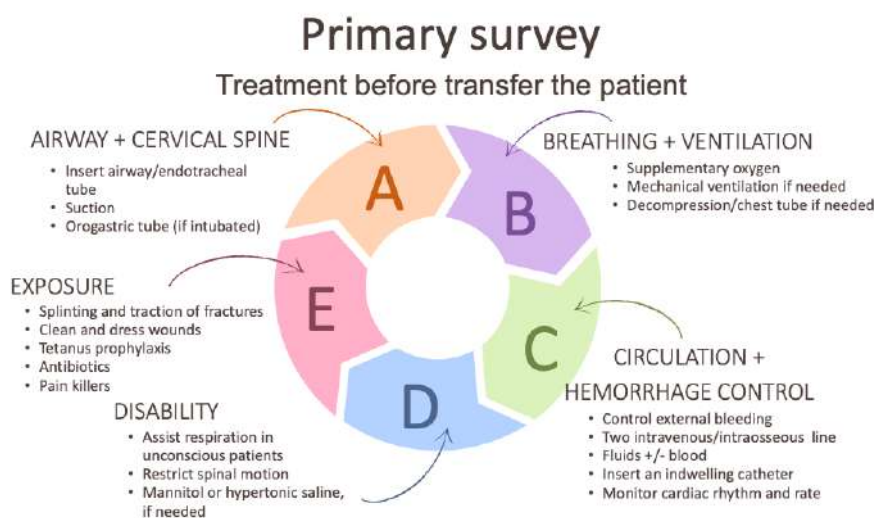 Primary survey
Treatment before transfer the patient
AIRWAY + CERVICAL SPINE
• Insert airway/endotracheal
tube
• Suction
• Orogastric tube (if intubated)
A
BREATHING + VENTILATION
• Supplementary oxygen
• Mechanical ventilation if needed
• Decompression/chest tube if needed
B
CIRCULATION +
HEMORRHAGE CONTROL
• Control external bleeding
• Two intravenous/intraosseous line
• Fluids +/- blood
• Insert an indwelling catheter
• Monitor cardiac rhythm and rate
C
DISABILITY
• Assist respiration in
unconscious patients
• Restrict spinal motion
• Mannitol or hypertonic saline,
if needed
D
EXPOSURE
• Splinting and traction of fractures
• Clean and dress wounds
• Tetanus prophylaxis
• Antibiotics
• Pain killers
E